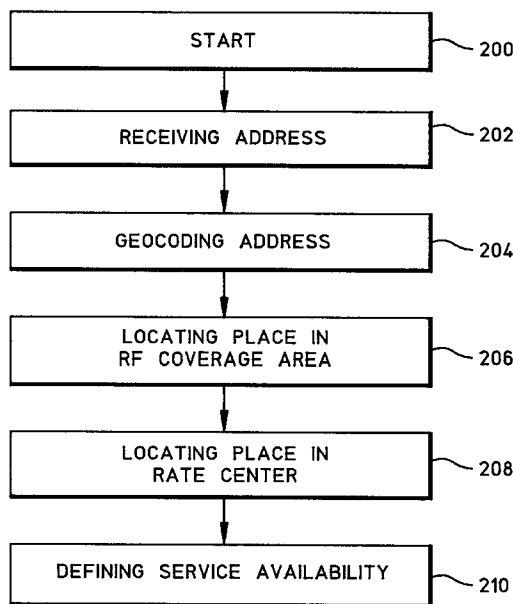 START
200
RECEIVING ADDRESS
202
GEOCODING ADDRESS
204
LOCATING PLACE IN
RF COVERAGE AREA
206
LOCATING PLACE IN
RATE CENTER
208
DEFINING SERVICE AVAILABILITY
210